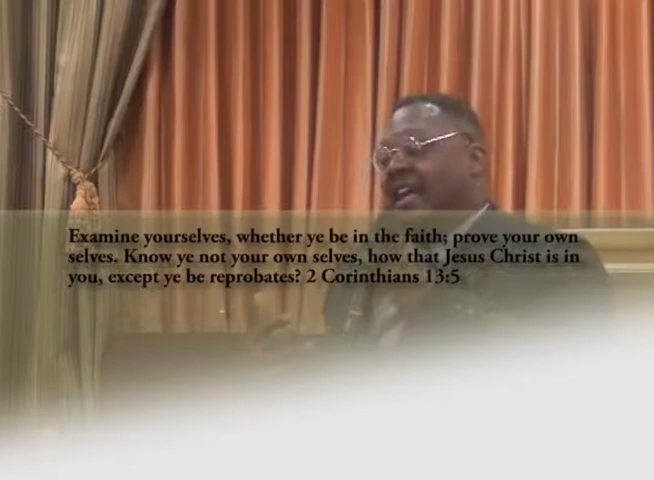 Examine yourselves, whether ye be in the faith; prove your own
selves. Know ye not your own selves, how that Jesus Christ is in
you, except ye be reprobates? 2 Corinthians 13:5